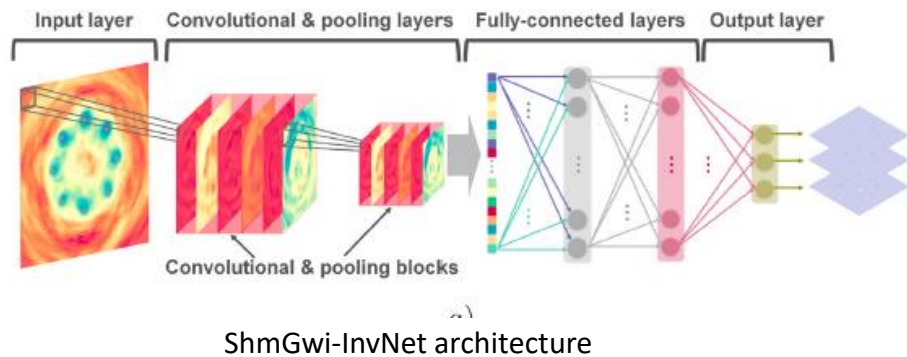 Input layer
Convolutional & pooling layers
Fully-connected layers
Output layer
Convolutional & pooling blocks
ShmGwi-InvNet architecture